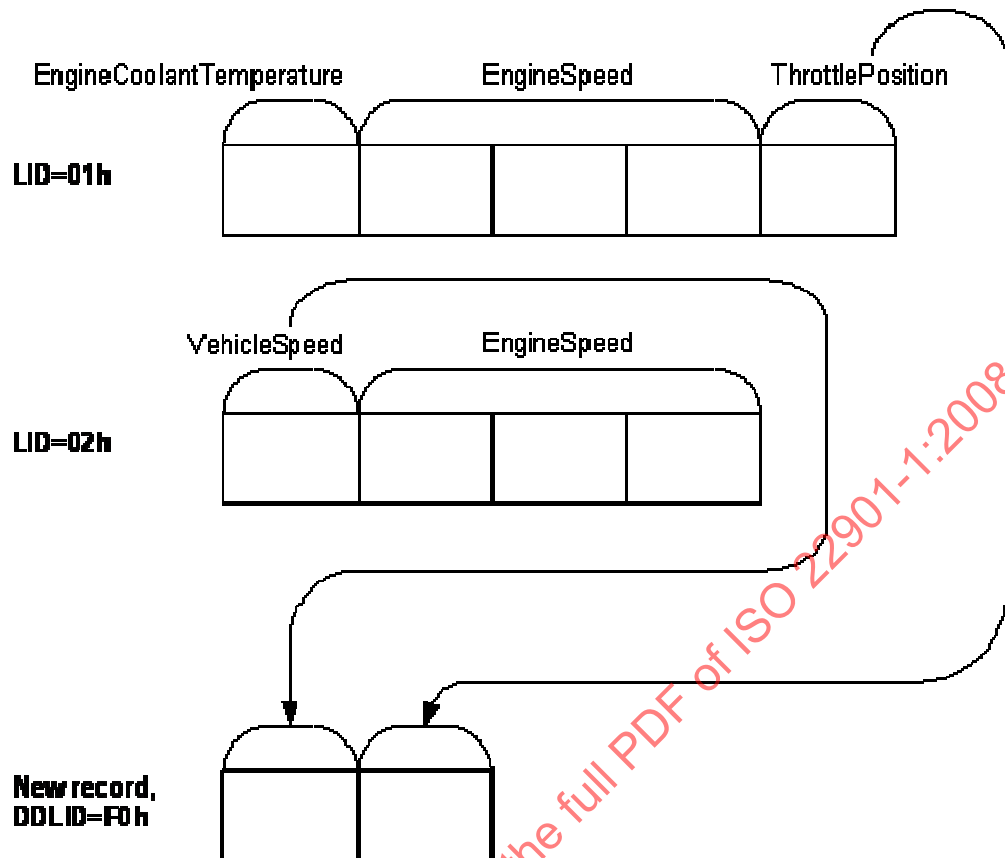 EngineCoolantTemperature EngineSpeed ThrottlePosition
LID=01h
VehicleSpeed EngineSpeed
LID=02h
New record,
DDLID=F0h
the full PDF of ISO 22901-1:2008